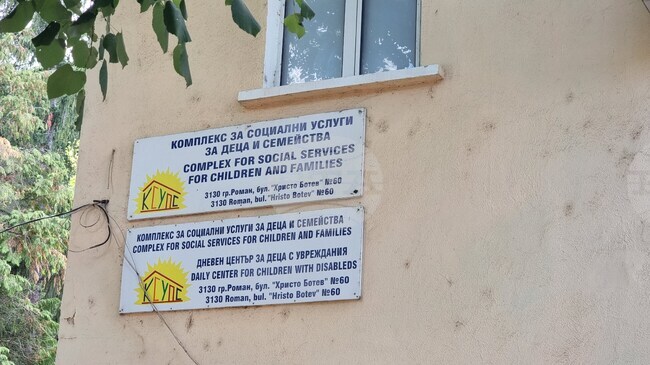 КОМПЛЕКС ЗА СОЦИАЛНИ УСЛУГИ
ЗА ДЕЦА И СЕМЕЙСТВА
COMPLEX FOR SOCIAL SERVICES
FOR CHILDREN AND FAMILIES
КСУДС
3130 гр.Роман, бул. "Христо Ботев" №60
3130 Roman, bul. "Hristo Botev" №60
КОМПЛЕКС ЗА СОЦИАЛНИ УСЛУГИ ЗА ДЕЦА И СЕМЕЙСТВА
COMPLEX FOR SOCIAL SERVICES FOR CHILDREN AND FAMILIES
ДНЕВЕН ЦЕНТЪР ЗА ДЕЦА С УВРЕЖДАНИЯ
DAILY CENTER FOR CHILDREN WITH DISABLEDS
КСУДС
3130 гр.Роман, бул. "Христо Ботев" №60
3130 Roman, bul. "Hristo Botev" №60